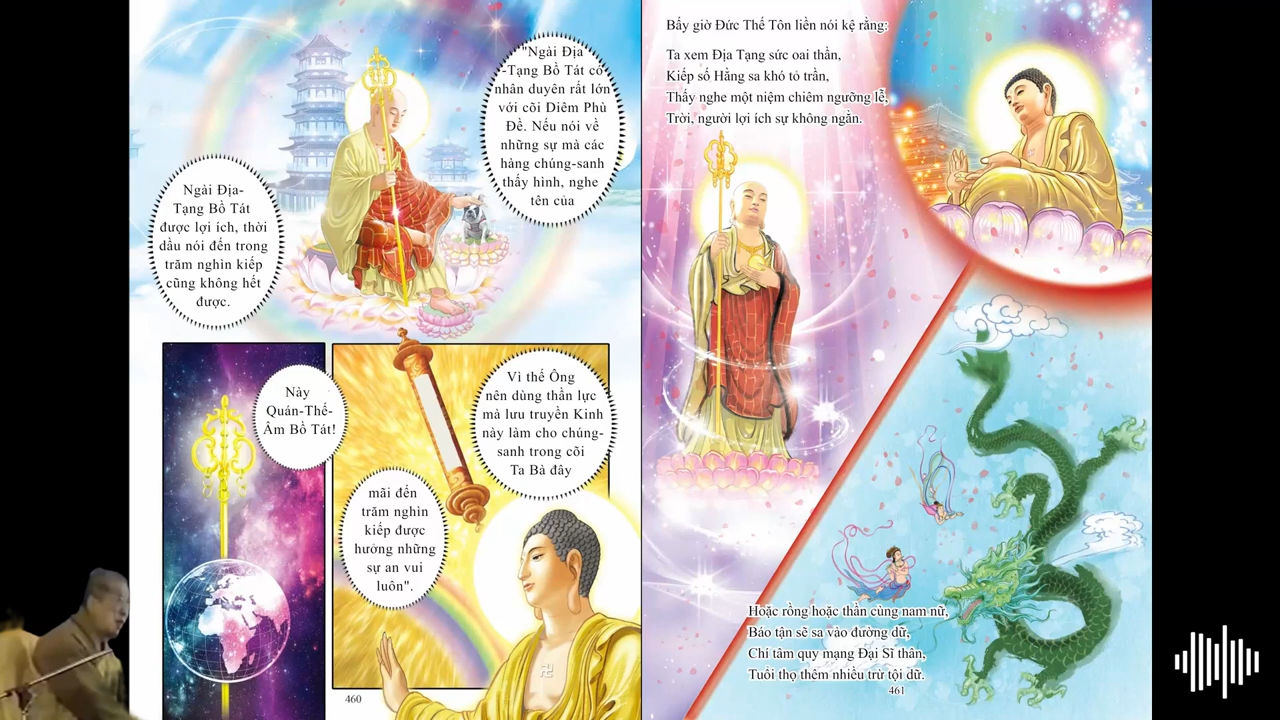 "Ngài Địa
-Tạng Bồ Tát có
nhân duyên rất lớn
với cõi Diêm Phù
Đề. Nếu nói về
những sự mà các
hàng chúng-sanh
thấy hình, nghe
tên của
Ngài Địa-
Tạng Bồ Tát
được lợi ích, thời
dầu nói đến trong
trăm nghìn kiếp
cũng không hết
được.
Này
Quán-Thế-
Âm Bồ Tát!
Vì thế Ông
nên dùng thần lực
mà lưu truyền Kinh
này làm cho chúng-
sanh trong cõi
Ta Bà đây
mãi đến
trăm nghìn
kiếp được
hưởng những
sự an vui
luôn".
460
Bấy giờ Đức Thế Tôn liền nói kệ rằng:
Ta xem Địa Tạng sức oai thần,
Kiếp số Hằng sa khó tỏ trần,
Thấy nghe một niệm chiêm ngưỡng lễ,
Trời, người lợi ích sự không ngằn.
Hoặc rồng hoặc thần cùng nam nữ,
Báo tận sẽ sa vào đường dữ,
Chí tâm quy mạng Đại Sĩ thân,
Tuổi thọ thêm nhiều trừ tội dữ.
461